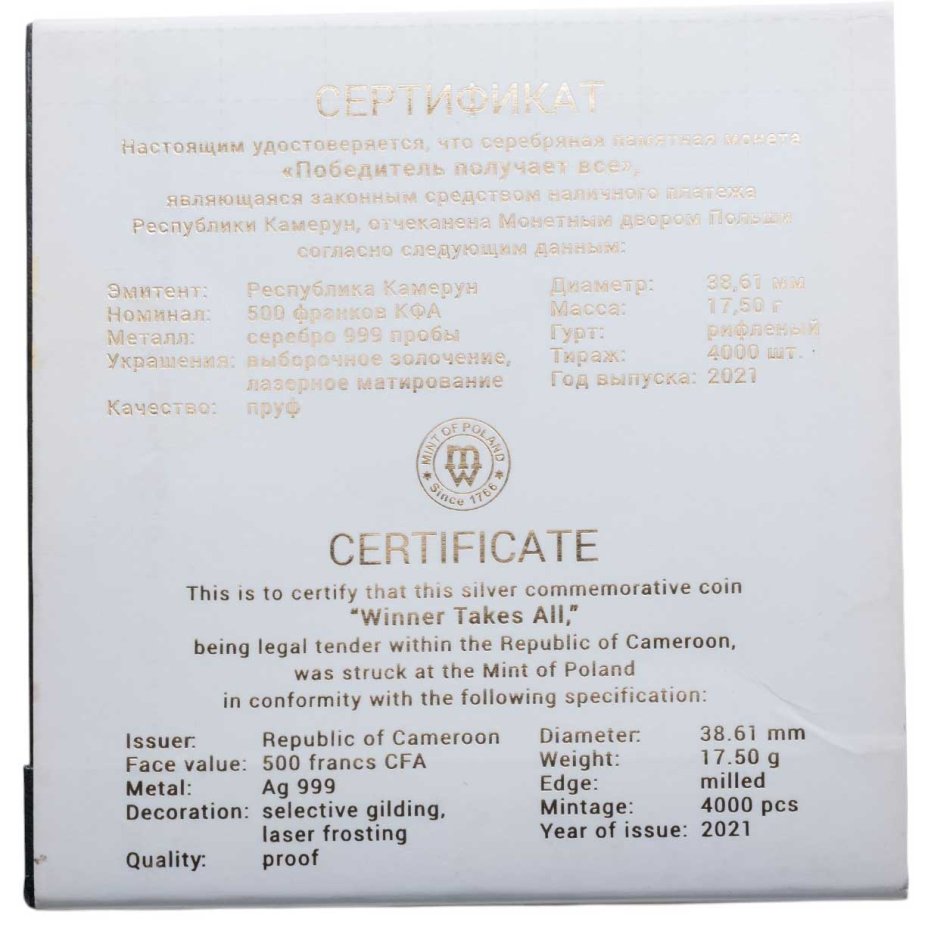 СЕРТИФИКАТ
Настоящим удостоверяется, что серебряная памятная монета
«Победитель получает все»,
являющаяся законным средством наличного платежа
Республики Камерун, отчеканена Монетным двором Польши
согласно следующим данным:
Эмитент: Республика Камерун
Номинал: 500 франков КФА
Металл: серебро 999 пробы
Украшения: выборочное золочение,
лазерное матирование
Качество: пруф
Диаметр: 38,61 мм
Масса: 17,50 г
Гурт: рифленый
Тираж: 4000 шт.
Год выпуска: 2021
MINT OF POLAND
MW
Since 1766
CERTIFICATE
This is to certify that this silver commemorative coin
“Winner Takes All,”
being legal tender within the Republic of Cameroon,
was struck at the Mint of Poland
in conformity with the following specification:
Issuer: Republic of Cameroon
Face value: 500 francs CFA
Metal: Ag 999
Decoration: selective gilding,
laser frosting
Quality: proof
Diameter: 38.61 mm
Weight: 17.50 g
Edge: milled
Mintage: 4000 pcs
Year of issue: 2021